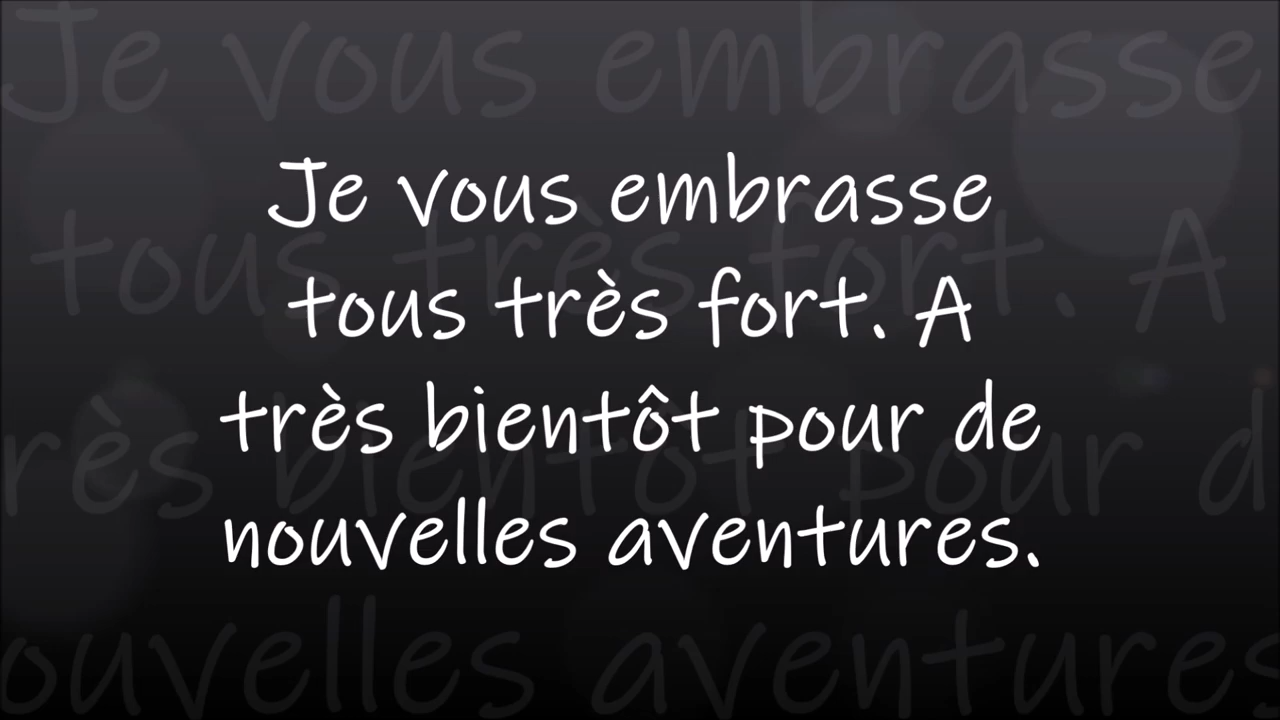 Je vous embrasse
tous très fort. A
très bientôt pour de
nouvelles aventures.